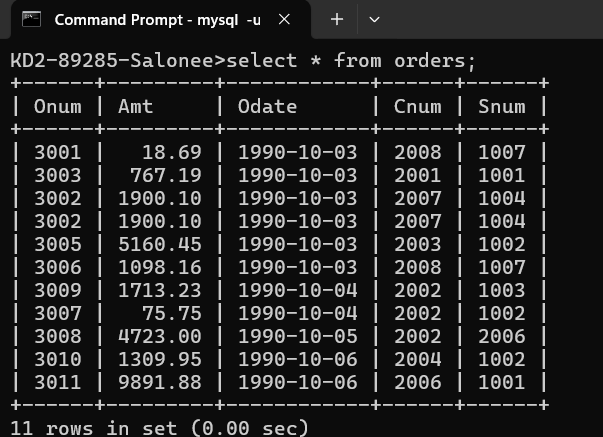 Command Prompt - mysql -u
KD2-89285-Salonee>select * from orders;
+------+---------+------------+------+------+
| Onum | Amt     | Odate      | Cnum | Snum |
+------+---------+------------+------+------+
| 3001 |   18.69 | 1990-10-03 | 2008 | 1007 |
| 3003 |  767.19 | 1990-10-03 | 2001 | 1001 |
| 3002 | 1900.10 | 1990-10-03 | 2007 | 1004 |
| 3002 | 1900.10 | 1990-10-03 | 2007 | 1004 |
| 3005 | 5160.45 | 1990-10-03 | 2003 | 1002 |
| 3006 | 1098.16 | 1990-10-03 | 2008 | 1007 |
| 3009 | 1713.23 | 1990-10-04 | 2002 | 1003 |
| 3007 |   75.75 | 1990-10-04 | 2002 | 1002 |
| 3008 | 4723.00 | 1990-10-05 | 2002 | 2006 |
| 3010 | 1309.95 | 1990-10-06 | 2004 | 1002 |
| 3011 | 9891.88 | 1990-10-06 | 2006 | 1001 |
+------+---------+------------+------+------+
11 rows in set (0.00 sec)